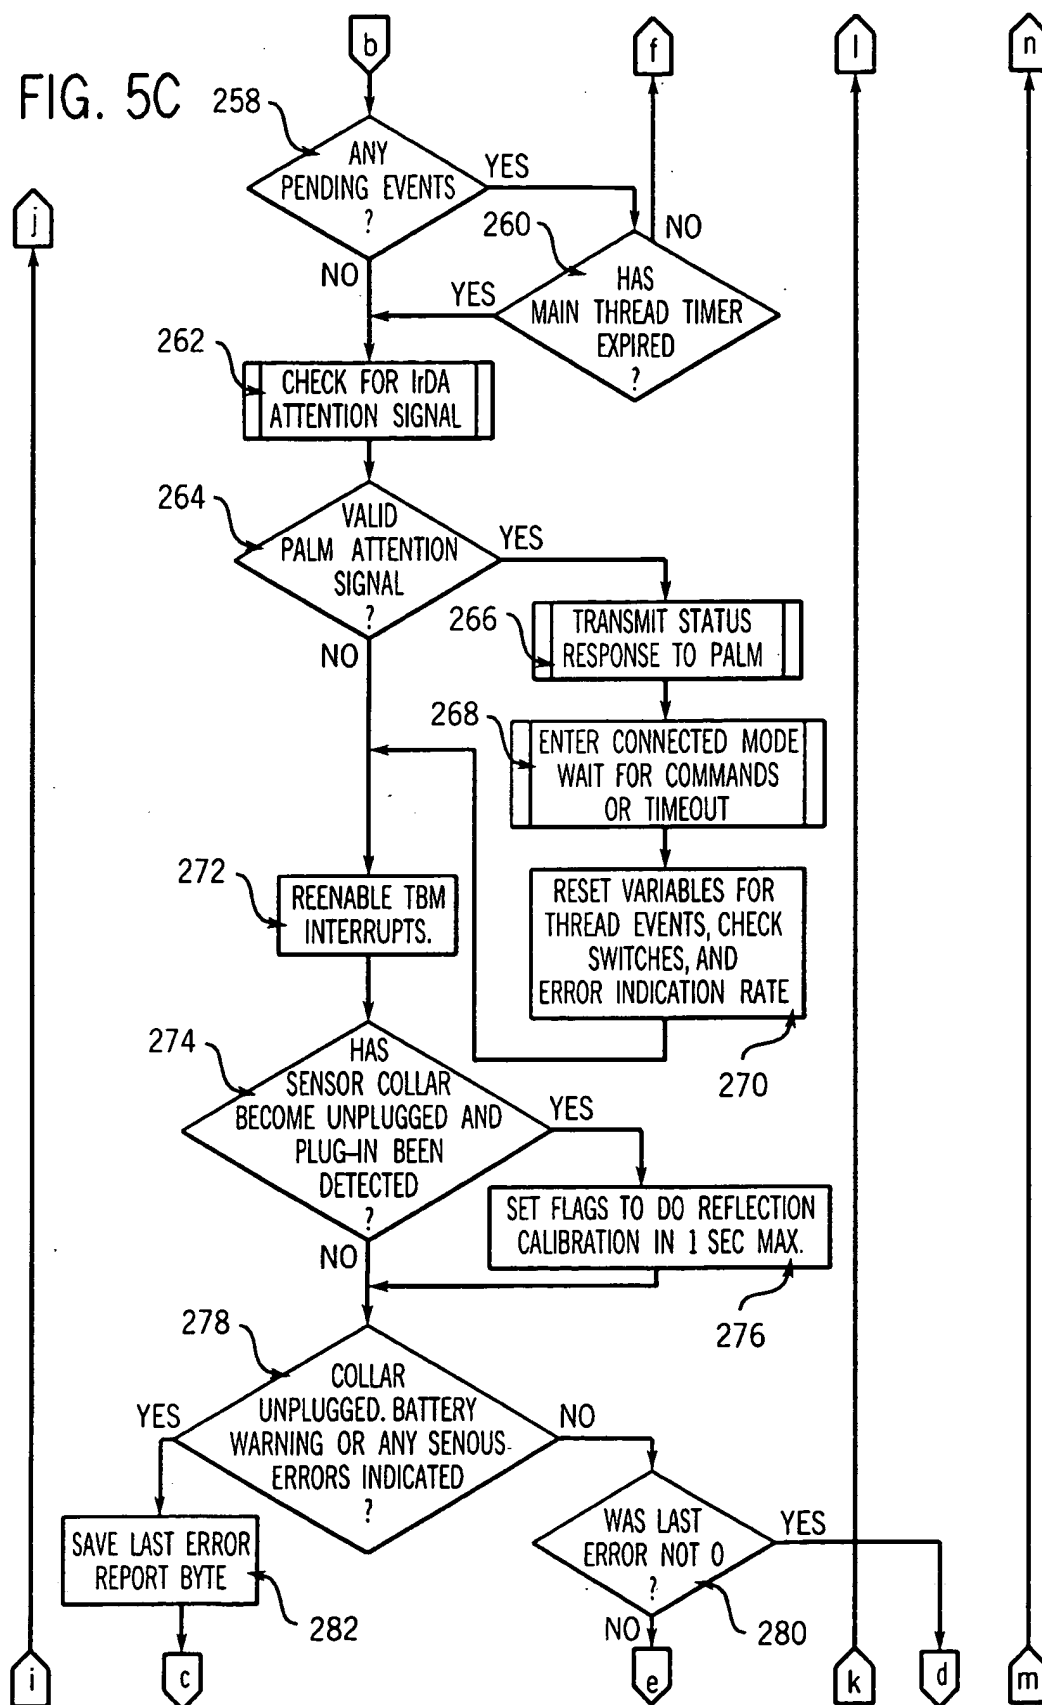 FIG. 5C
b
f
l
n
j
258
ANY
PENDING EVENTS
?
YES
NO
260
HAS
MAIN THREAD TIMER
EXPIRED
?
NO
YES
262
CHECK FOR IrDA
ATTENTION SIGNAL
264
VALID
PALM ATTENTION
SIGNAL
?
YES
NO
266
TRANSMIT STATUS
RESPONSE TO PALM
268
ENTER CONNECTED MODE
WAIT FOR COMMANDS
OR TIMEOUT
RESET VARIABLES FOR
THREAD EVENTS, CHECK
SWITCHES, AND
ERROR INDICATION RATE
270
272
REENABLE TBM
INTERRUPTS.
274
HAS
SENSOR COLLAR
BECOME UNPLUGGED AND
PLUG-IN BEEN
DETECTED
?
YES
NO
SET FLAGS TO DO REFLECTION
CALIBRATION IN 1 SEC MAX.
276
278
COLLAR
UNPLUGGED. BATTERY
WARNING OR ANY SENOUS
ERRORS INDICATED
?
YES
NO
SAVE LAST ERROR
REPORT BYTE
282
WAS LAST
ERROR NOT 0
?
YES
NO
280
i
c
e
k
d
m